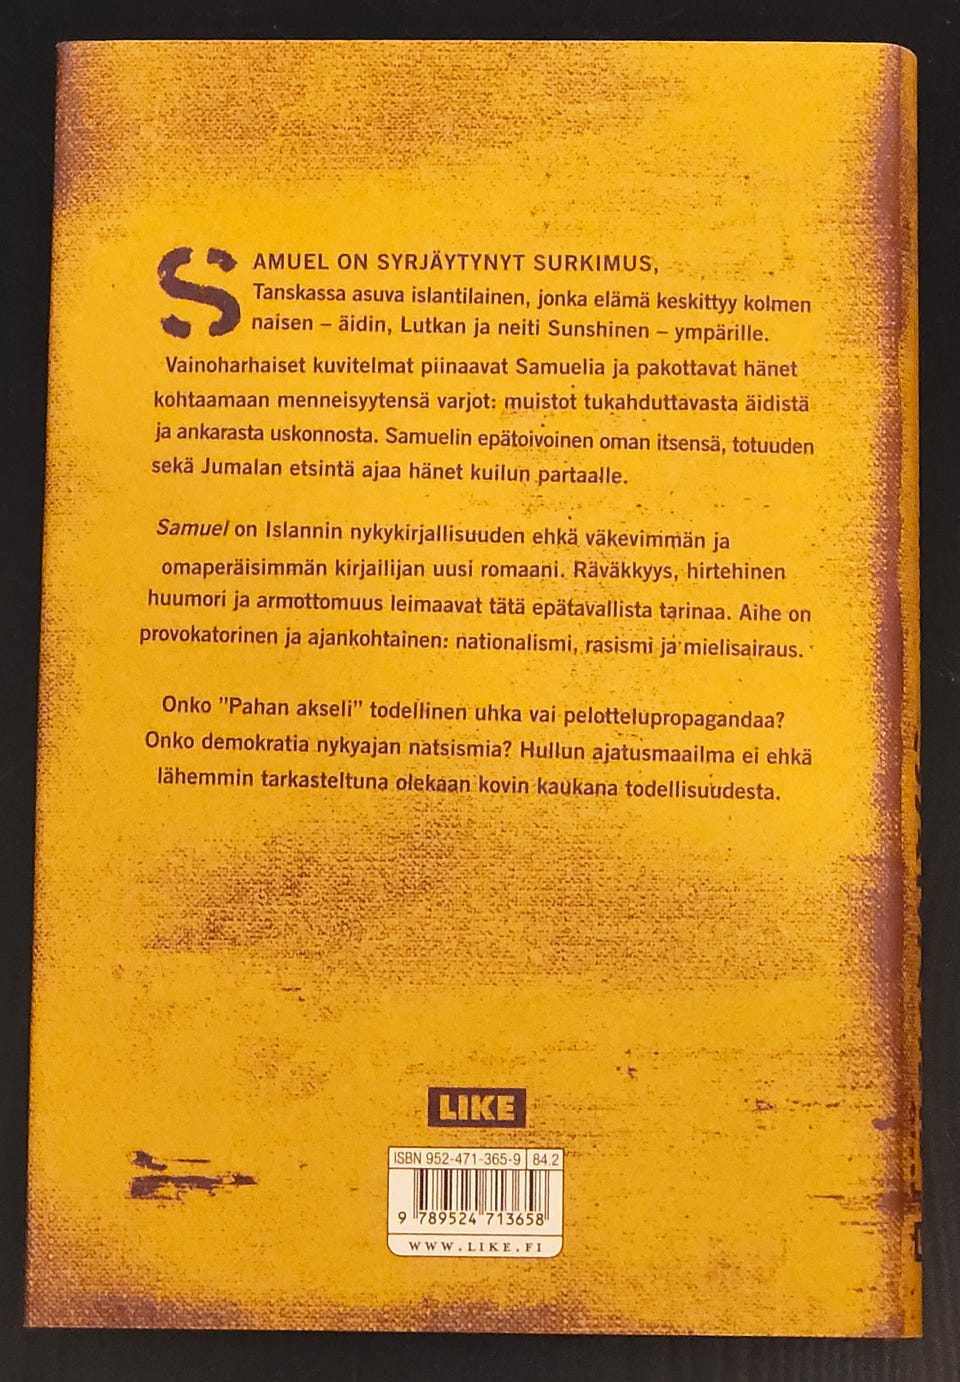 SAMUEL ON SYRJÄYTYNYT SURKIMUS,
Tanskassa asuva islantilainen, jonka elämä keskittyy kolmen
naisen – äidin, Lutkan ja neiti Sunshinen – ympärille.
Vainoharhaiset kuvitelmat piinaavat Samuelia ja pakottavat hänet
kohtaamaan menneisyytensä varjot: muistot tukahduttavasta äidistä
ja ankarasta uskonnosta. Samuelin epätoivoinen oman itsensä, totuuden
sekä Jumalan etsintä ajaa hänet kuilun partaalle.
Samuel on Islannin nykykirjallisuuden ehkä väkevimmän ja
omaperäisimmän kirjailijan uusi romaani. Räväkkyys, hirtehinen
huumori ja armottomuus leimaavat tätä epätavallista tarinaa. Aihe on
provokatorinen ja ajankohtainen: nationalismi, rasismi ja mielisairaus.
Onko ”Pahan akseli” todellinen uhka vai pelottelupropagandaa?
Onko demokratia nykyajan natsismia? Hullun ajatusmaailma ei ehkä
lähemmin tarkasteltuna olekaan kovin kaukana todellisuudesta.
LIKE
ISBN 952-471-365-9 84.2
9 789524 713658
WWW.LIKE.FI